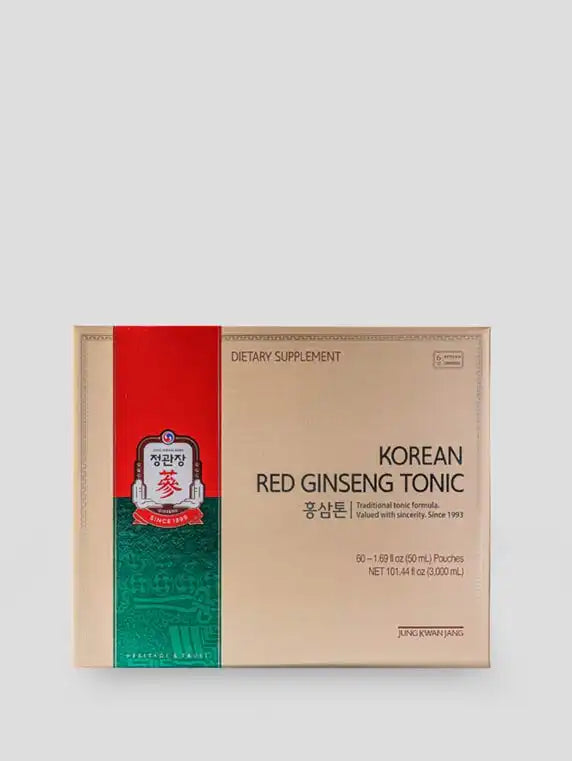 DIETARY SUPPLEMENT
6
정관장
蔘
SINCE 1899
KOREAN
RED GINSENG TONIC
홍삼톤
Traditional tonic formula.
Valued with sincerity. Since 1993
60 – 1.69 fl oz (50 mL) Pouches
NET 101.44 fl oz (3,000 mL)
JUNG KWAN JANG
HERITAGE & TRUST